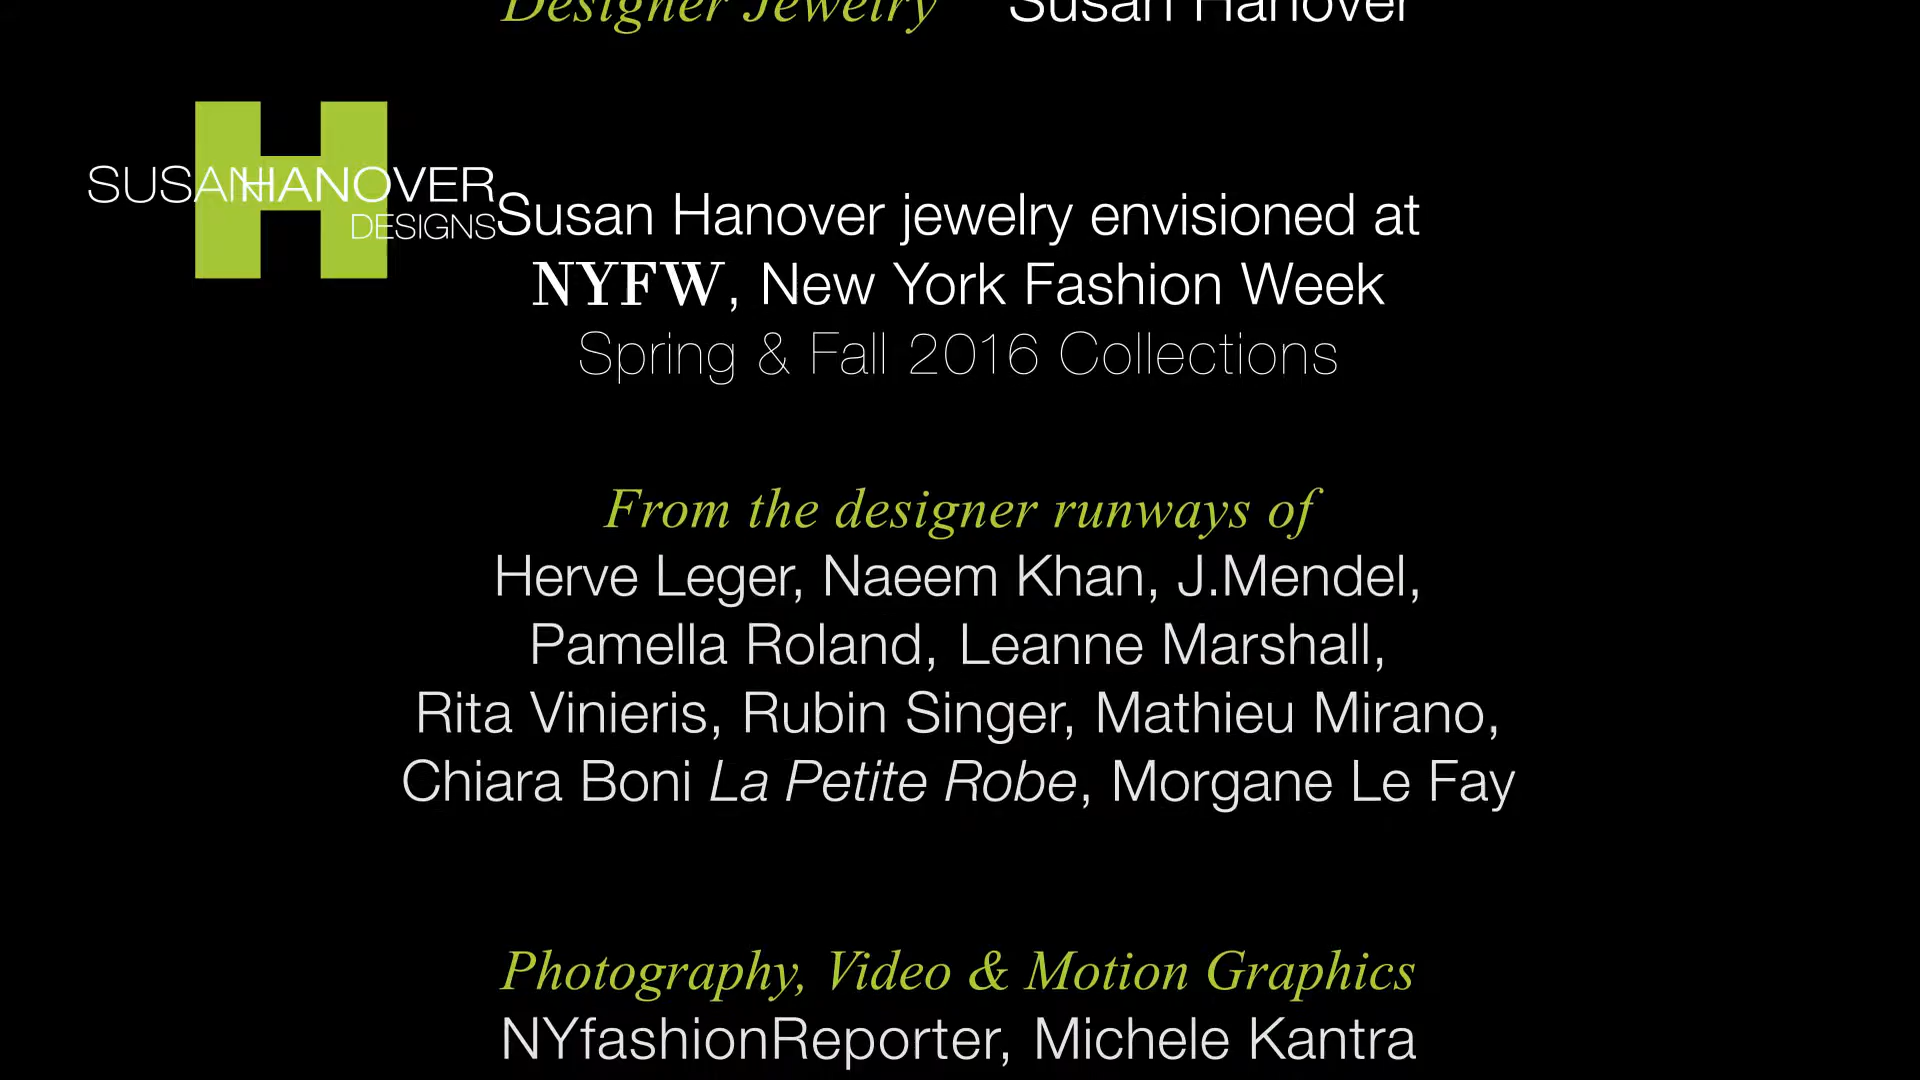 Designer Jewelry Susan Hanover
SUSANHANOVER
DESIGNS
Susan Hanover jewelry envisioned at
NYFW, New York Fashion Week
Spring & Fall 2016 Collections
From the designer runways of
Herve Leger, Naeem Khan, J.Mendel,
Pamella Roland, Leanne Marshall,
Rita Vinieris, Rubin Singer, Mathieu Mirano,
Chiara Boni La Petite Robe, Morgane Le Fay
Photography, Video & Motion Graphics
NYfashionReporter, Michele Kantra